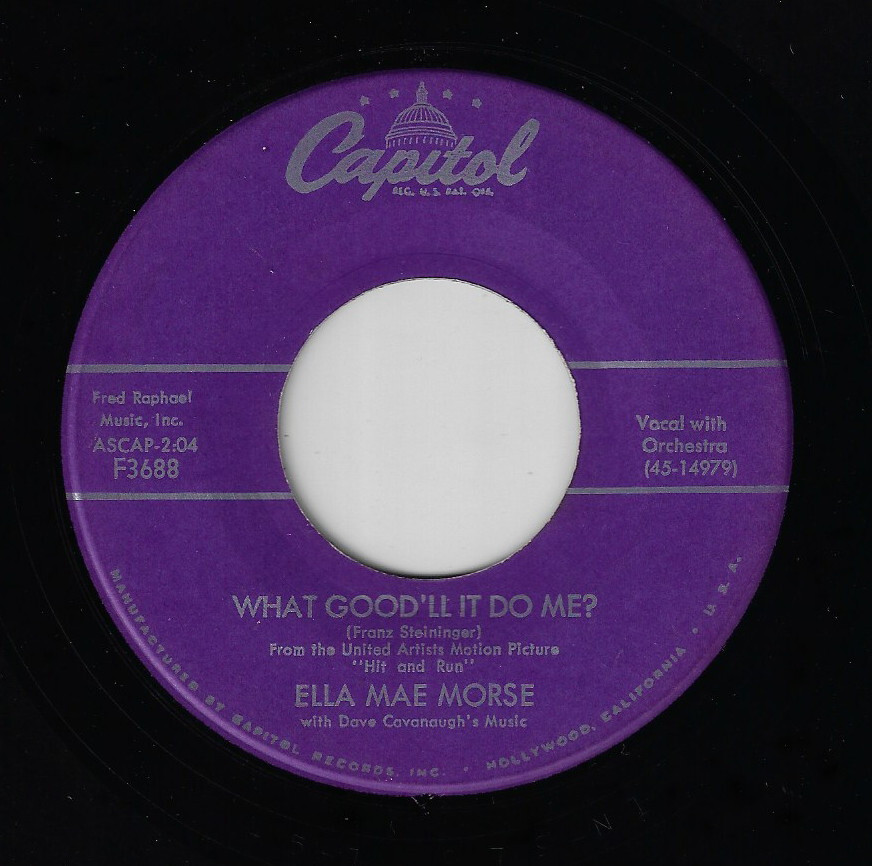 Capitol
REG. U.S. PAT. OFF.
Fred Raphael
Music, Inc.
ASCAP-2:04
F3688
Vocal with
Orchestra
(45-14979)
WHAT GOOD'LL IT DO ME?
(Franz Steininger)
From the United Artists Motion Picture
"Hit and Run"
ELLA MAE MORSE
with Dave Cavanaugh's Music
MANUFACTURED BY CAPITOL RECORDS, INC. • HOLLYWOOD, CALIFORNIA • U.S.A.